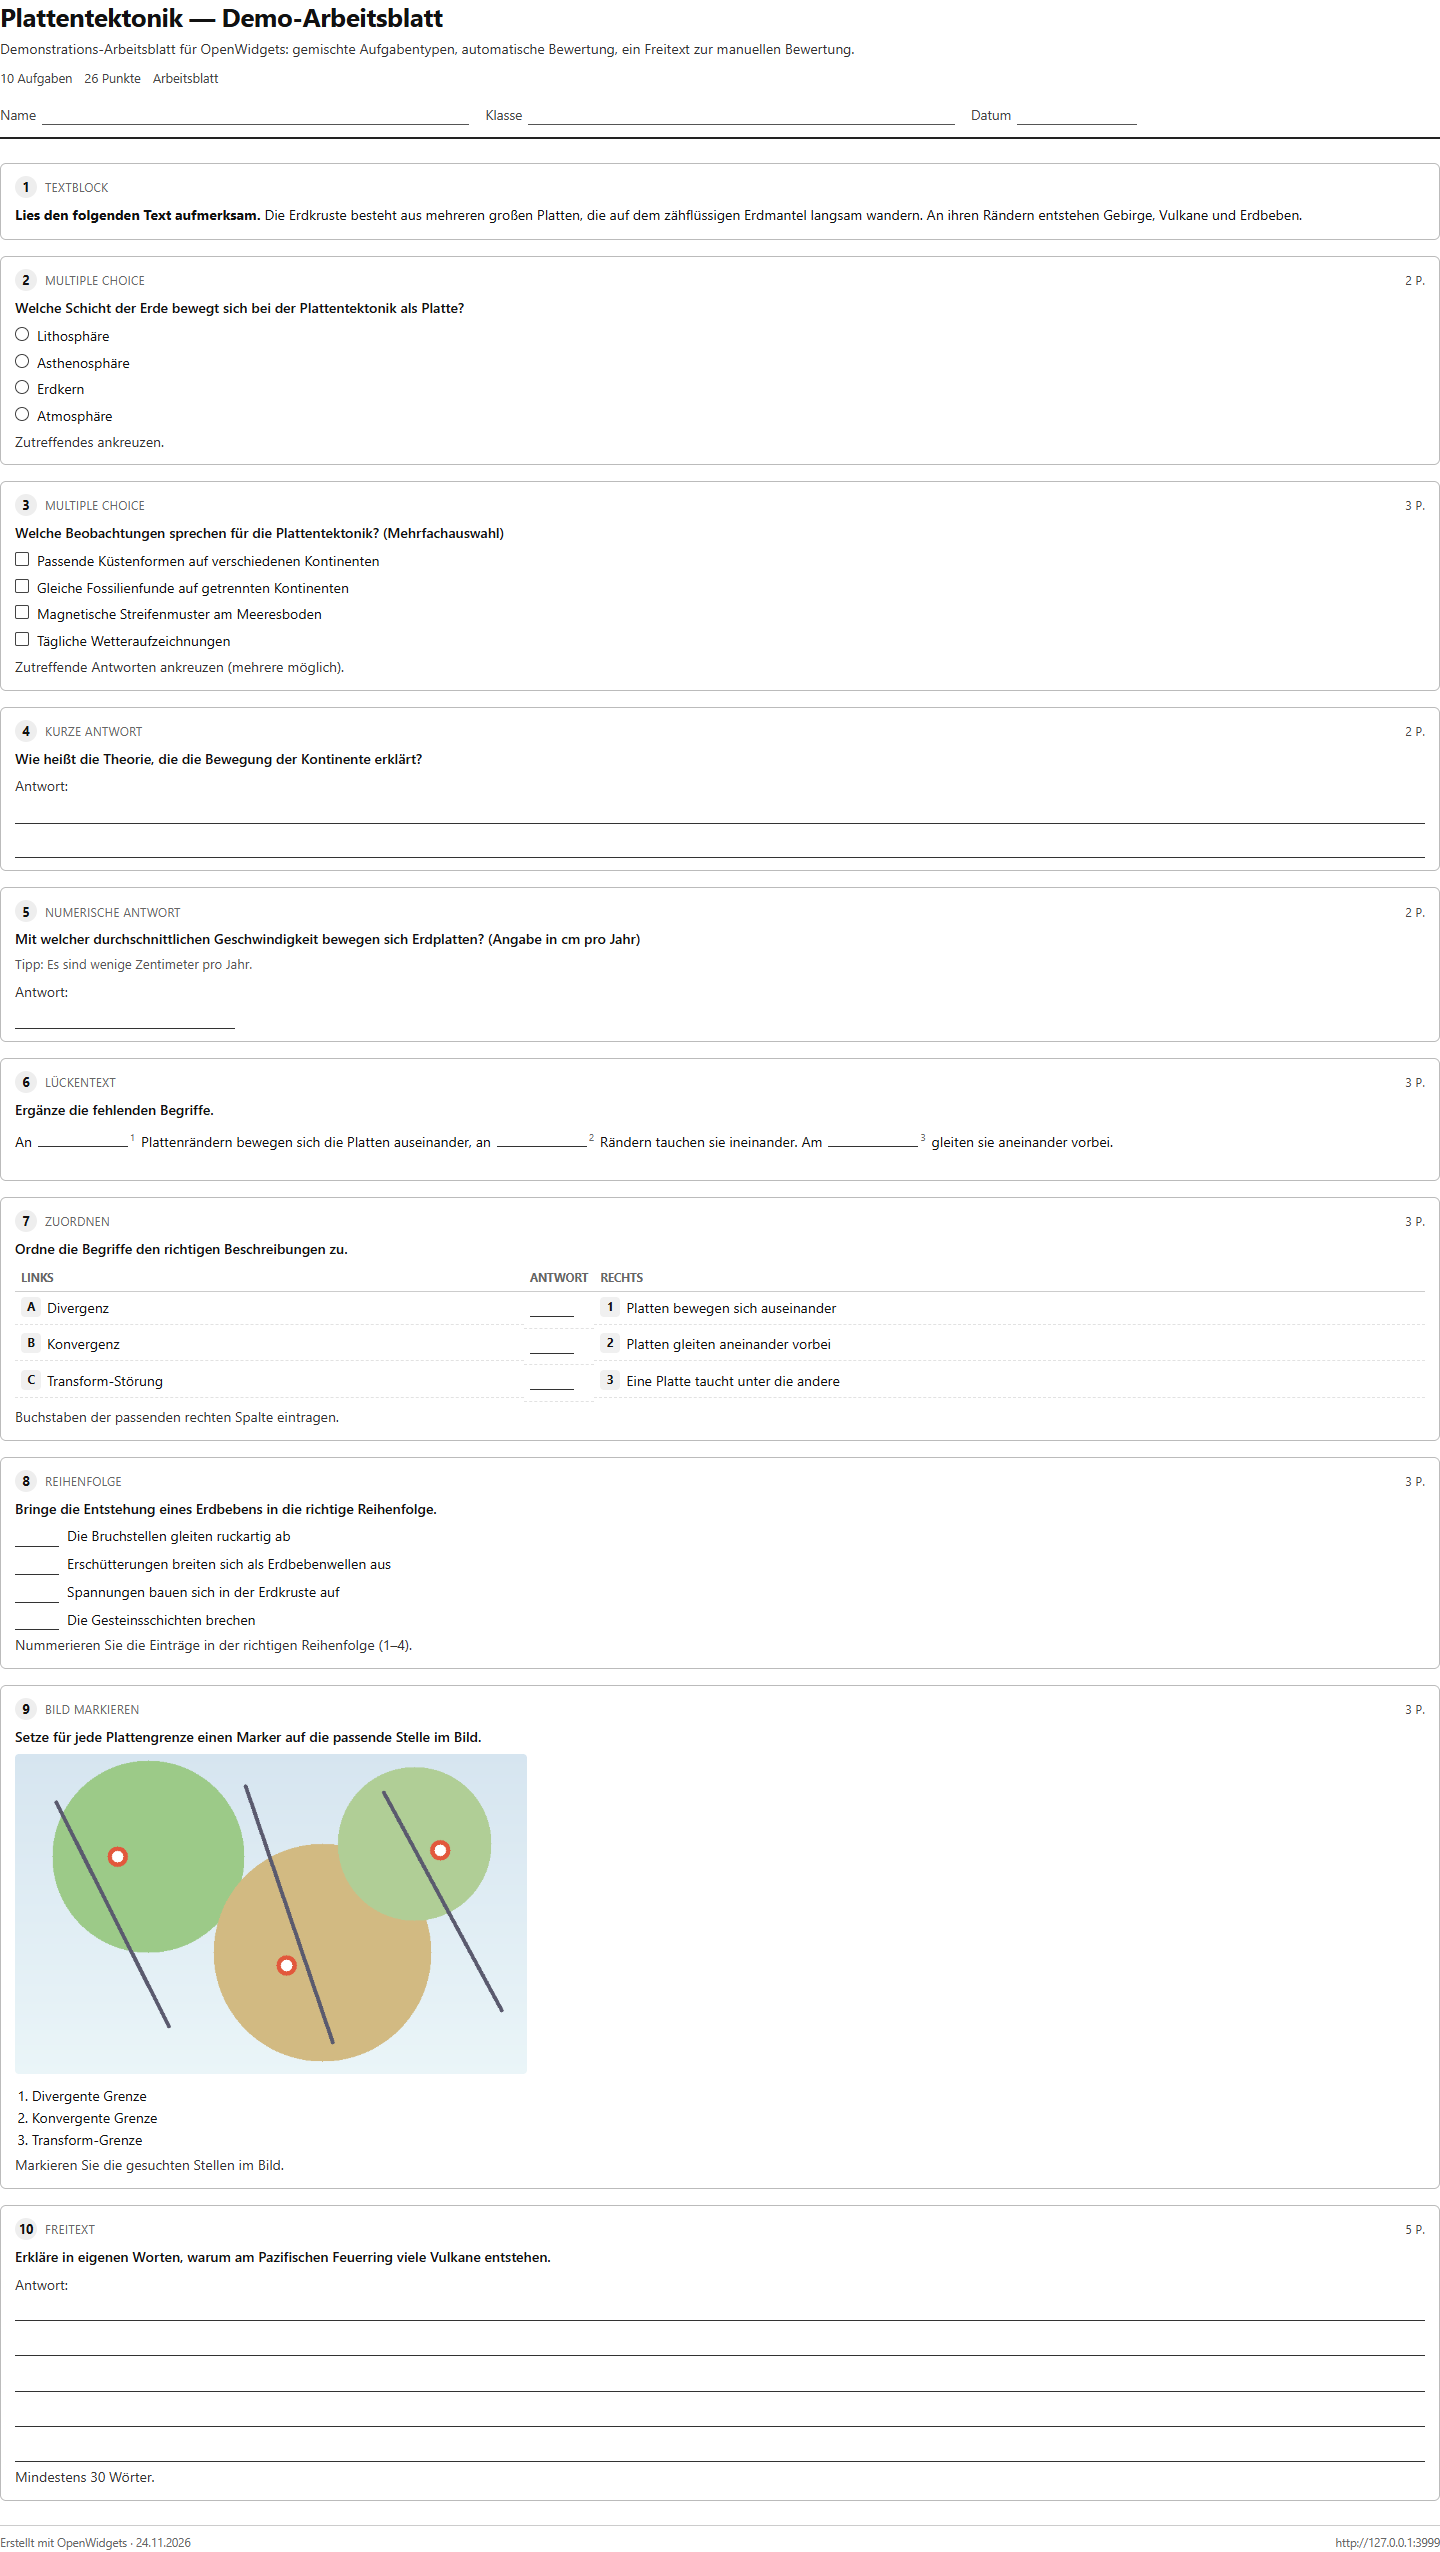 Plattentektonik — Demo-Arbeitsblatt
Demonstrations-Arbeitsblatt für OpenWidgets: gemischte Aufgabentypen, automatische Bewertung, ein Freitext zur manuellen Bewertung.
10 Aufgaben 26 Punkte Arbeitsblatt
Name Klasse Datum
1 TEXTBLOCK
Lies den folgenden Text aufmerksam. Die Erdkruste besteht aus mehreren großen Platten, die auf dem zähflüssigen Erdmantel langsam wandern. An ihren Rändern entstehen Gebirge, Vulkane und Erdbeben.
2 MULTIPLE CHOICE 2 P.
Welche Schicht der Erde bewegt sich bei der Plattentektonik als Platte?
Lithosphäre
Asthenosphäre
Erdkern
Atmosphäre
Zutreffendes ankreuzen.
3 MULTIPLE CHOICE 3 P.
Welche Beobachtungen sprechen für die Plattentektonik? (Mehrfachauswahl)
Passende Küstenformen auf verschiedenen Kontinenten
Gleiche Fossilienfunde auf getrennten Kontinenten
Magnetische Streifenmuster am Meeresboden
Tägliche Wetteraufzeichnungen
Zutreffende Antworten ankreuzen (mehrere möglich).
4 KURZE ANTWORT 2 P.
Wie heißt die Theorie, die die Bewegung der Kontinente erklärt?
Antwort:
5 NUMERISCHE ANTWORT 2 P.
Mit welcher durchschnittlichen Geschwindigkeit bewegen sich Erdplatten? (Angabe in cm pro Jahr)
Tipp: Es sind wenige Zentimeter pro Jahr.
Antwort:
6 LÜCKENTEXT 3 P.
Ergänze die fehlenden Begriffe.
An 1 Plattenrändern bewegen sich die Platten auseinander, an 2 Rändern tauchen sie ineinander. Am 3 gleiten sie aneinander vorbei.
7 ZUORDNEN 3 P.
Ordne die Begriffe den richtigen Beschreibungen zu.
LINKS ANTWORT RECHTS
A Divergenz 1 Platten bewegen sich auseinander
B Konvergenz 2 Platten gleiten aneinander vorbei
C Transform-Störung 3 Eine Platte taucht unter die andere
Buchstaben der passenden rechten Spalte eintragen.
8 REIHENFOLGE 3 P.
Bringe die Entstehung eines Erdbebens in die richtige Reihenfolge.
Die Bruchstellen gleiten ruckartig ab
Erschütterungen breiten sich als Erdbebenwellen aus
Spannungen bauen sich in der Erdkruste auf
Die Gesteinsschichten brechen
Nummerieren Sie die Einträge in der richtigen Reihenfolge (1–4).
9 BILD MARKIEREN 3 P.
Setze für jede Plattengrenze einen Marker auf die passende Stelle im Bild.
1. Divergente Grenze
2. Konvergente Grenze
3. Transform-Grenze
Markieren Sie die gesuchten Stellen im Bild.
10 FREITEXT 5 P.
Erkläre in eigenen Worten, warum am Pazifischen Feuerring viele Vulkane entstehen.
Antwort:
Mindestens 30 Wörter.
Erstellt mit OpenWidgets · 24.11.2026 http://127.0.0.1:3999